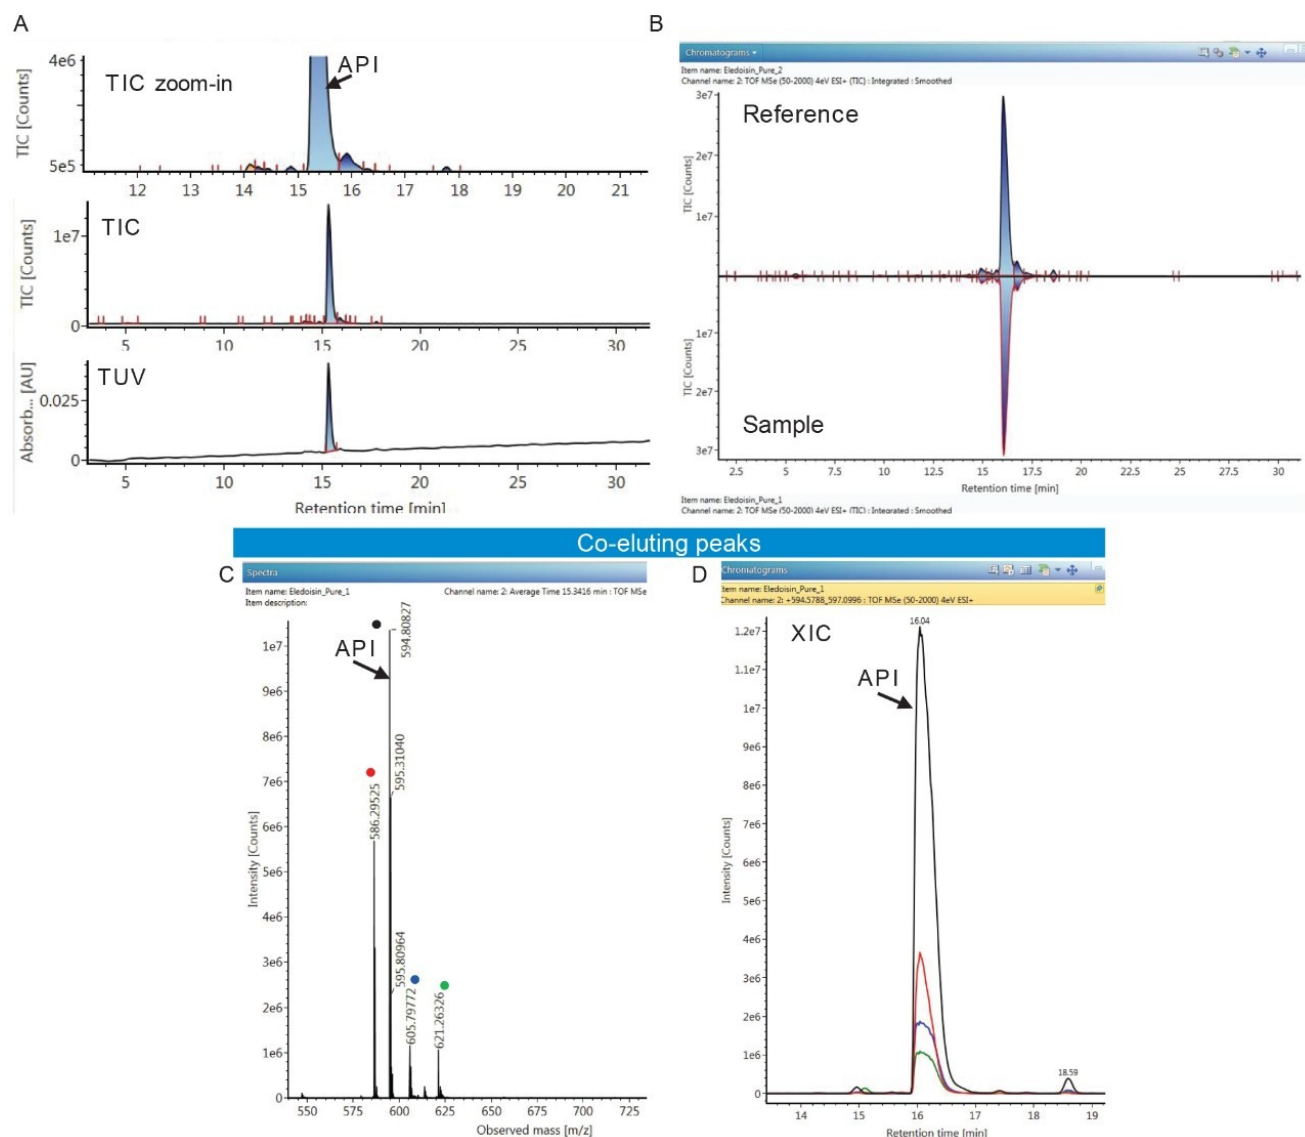 A
TIC zoom-in
API
TIC [Counts]
4e6
5e5
12 13 14 15 16 17 18 19 20 21
TIC
TIC [Counts]
1e7
0
5 10 15 20 25 30
TUV
Absorb... [AU]
0.025
0
5 10 15 20 25 30
Retention time [min]
B
Chromatograms
Item name: Eledoisin_Pure_2
Channel name: 2: TOF MSe (50-2000) 4eV ESI+ (TIC) : Integrated : Smoothed
Reference
TIC [Counts]
3e7
2e7
1e7
Sample
TIC [Counts]
1e7
2e7
3e7
2.5 5 7.5 10 12.5 15 17.5 20 22.5 25 27.5 30
Retention time [min]
Item name: Eledoisin_Pure_1
Channel name: 2: TOF MSe (50-2000) 4eV ESI+ (TIC) : Integrated : Smoothed
Co-eluting peaks
C
Spectra
Item name: Eledoisin_Pure_1
Channel name: 2: Average Time 15.3416 min : TOF MSe
Item description:
API
594.80827
595.31040
586.29525
595.80964
605.79772
621.26326
Intensity [Counts]
1e7
9e6
8e6
7e6
6e6
5e6
4e6
3e6
2e6
1e6
0
550 575 600 625 650 675 700 725
Observed mass [m/z]
D
Chromatograms
Item name: Eledoisin_Pure_1
Channel name: 2: +594.5788_597.0996 : TOF MSe (50-2000) 4eV ESI+
XIC
16.04
API
18.59
Intensity [Counts]
1.2e7
1.1e7
1e7
9e6
8e6
7e6
6e6
5e6
4e6
3e6
2e6
1e6
0
14 15 16 17 18 19
Retention time [min]